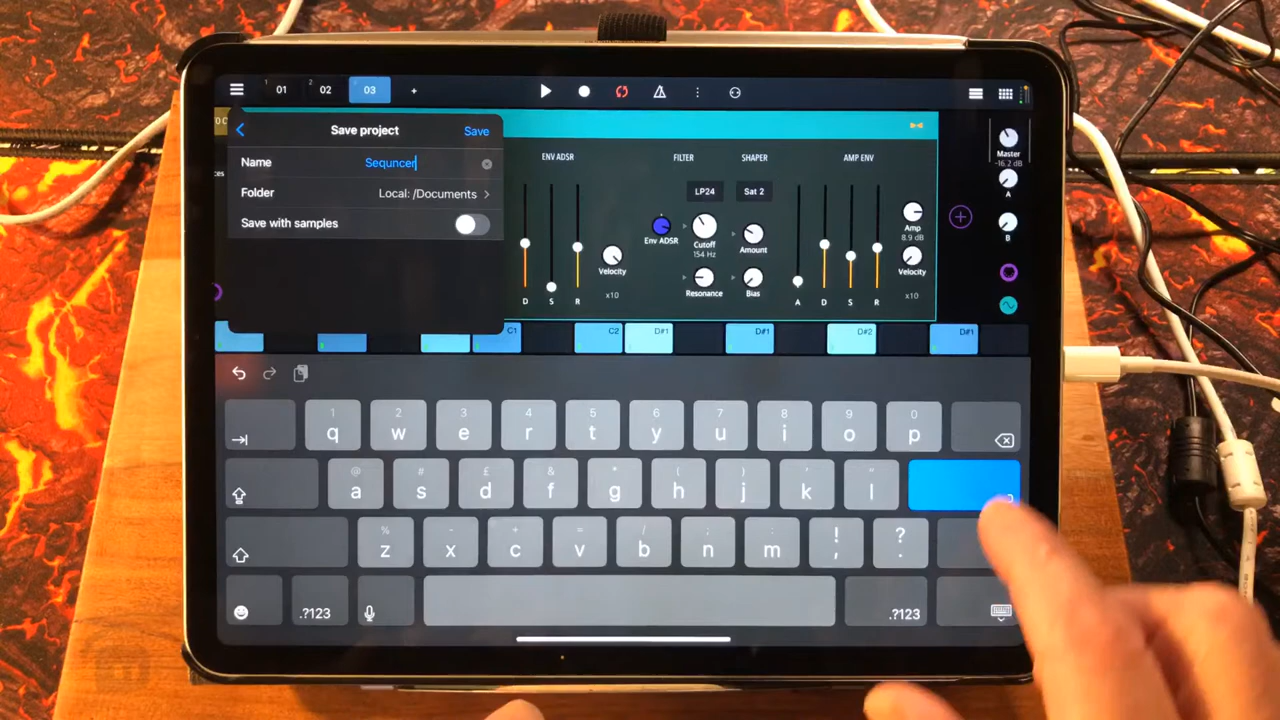 1 01 2 02 03 +
Save project Save
Name Sequncer
Folder Local: /Documents >
Save with samples
ENV ADSR FILTER SHAPER AMP ENV
LP24 Sat 2
Env ADSR Cutoff
154 Hz
Amount
Velocity
Resonance Bias
D S R x10
A D S R x10
Amp
8.9 dB
Velocity
Master
-16.2 dB
A
B
C1 C2 D#1 D#1 D#2 D#1
1 2 3 4 5 6 7 8 9 0
q w e r t y u i o p
@ # £ & * ( ) ' "
a s d f g h j k l
% - + = / ; : ! ?
z x c v b n m , .
.?123 .?123